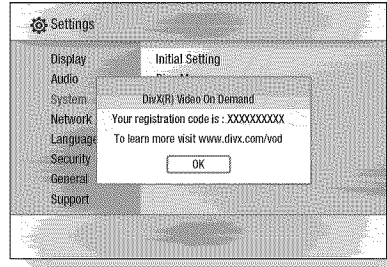 Settings
Display
Initial Setting
Audio
System
DivX(R) Video On Demand
Network
Your registration code is : XXXXXXXXXX
Language
To learn more visit www.divx.com/vod
Security
OK
General
Support